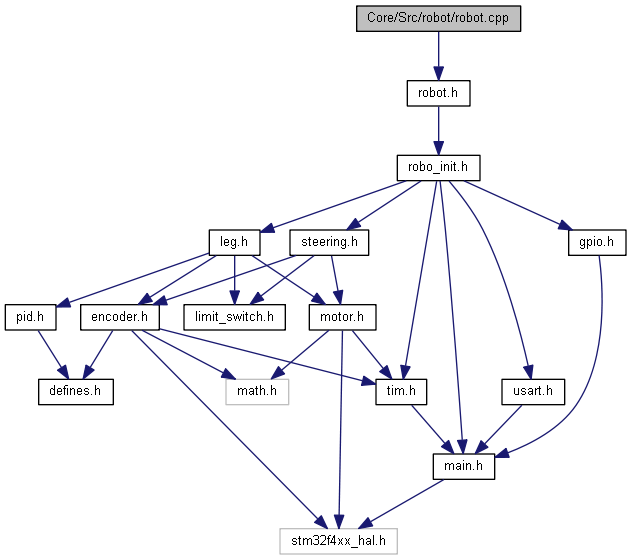 Core/Src/robot/robot.cpp
robot.h
robo_init.h
leg.h
steering.h
gpio.h
pid.h
encoder.h
limit_switch.h
motor.h
defines.h
math.h
tim.h
usart.h
main.h
stm32f4xx_hal.h